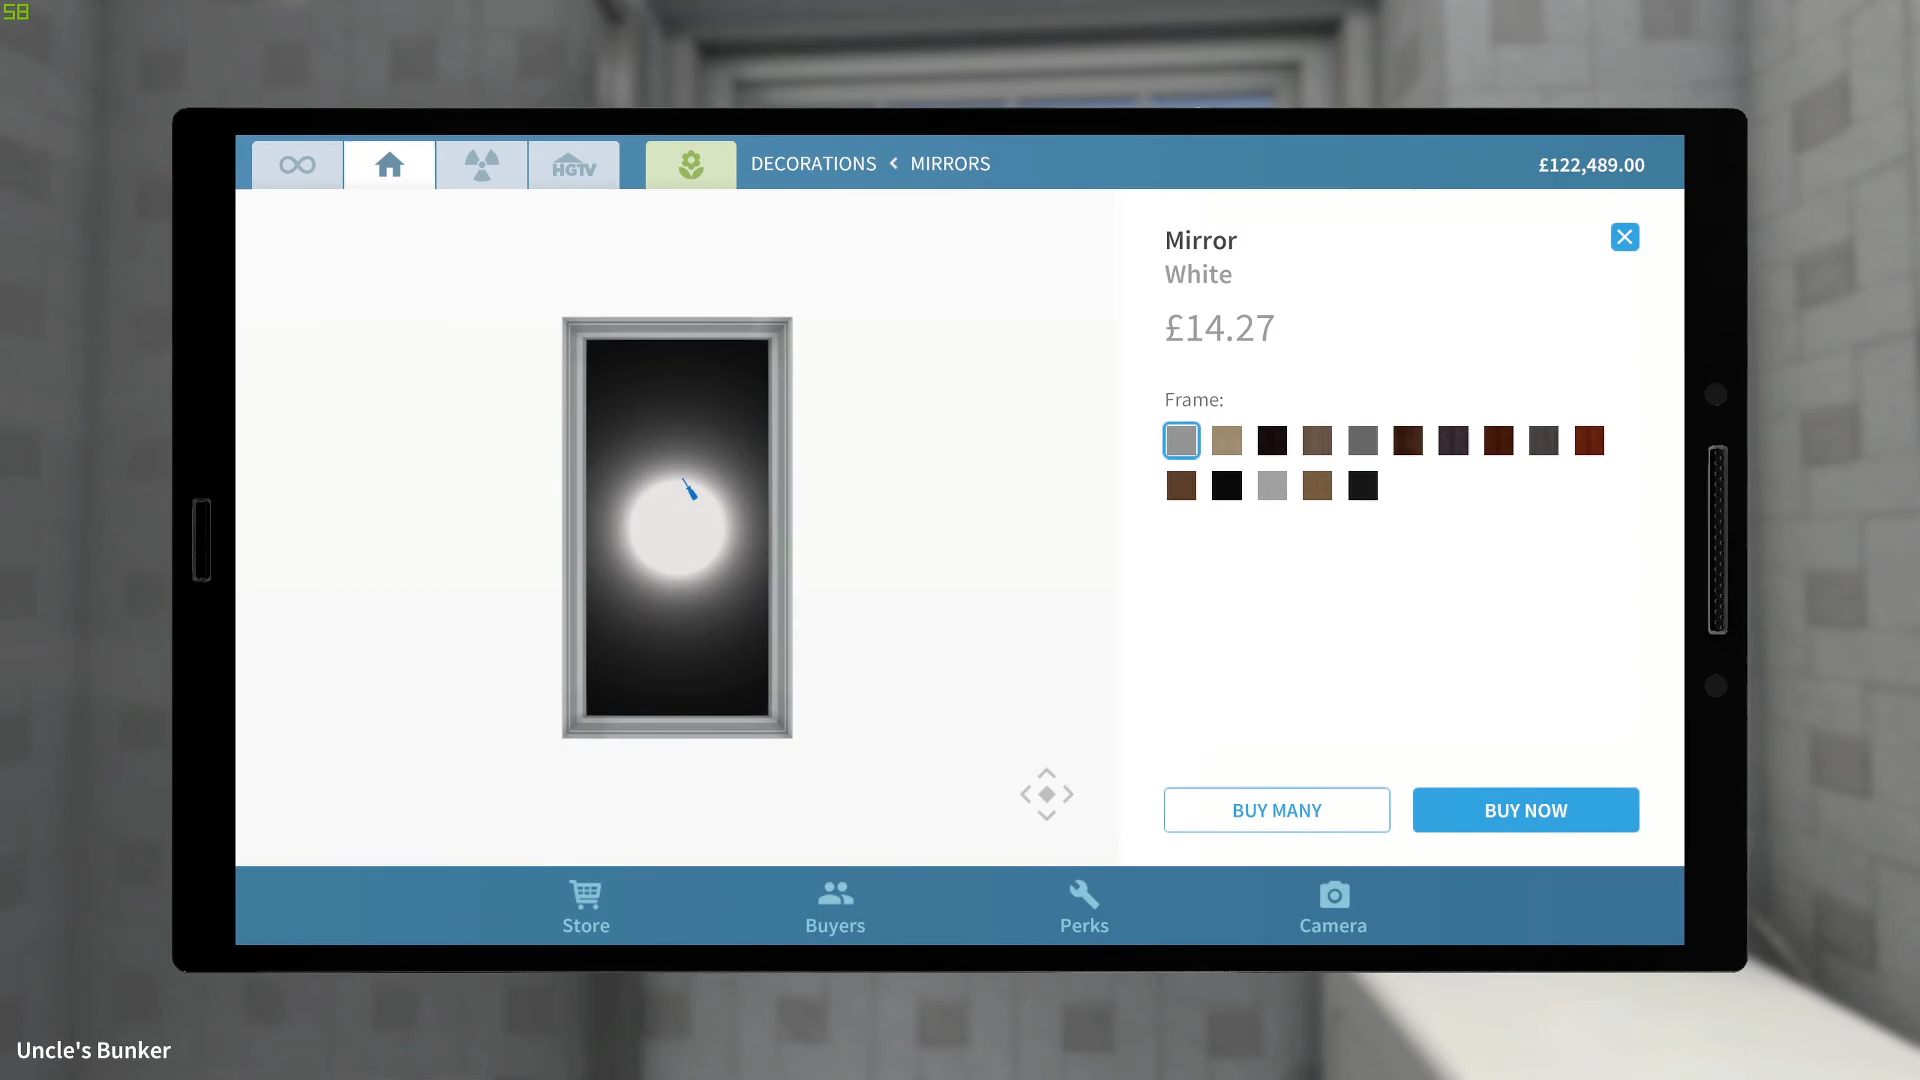 58
HGTV
DECORATIONS < MIRRORS
£122,489.00
Mirror
White
£14.27
Frame:
BUY MANY
BUY NOW
Store
Buyers
Perks
Camera
Uncle's Bunker